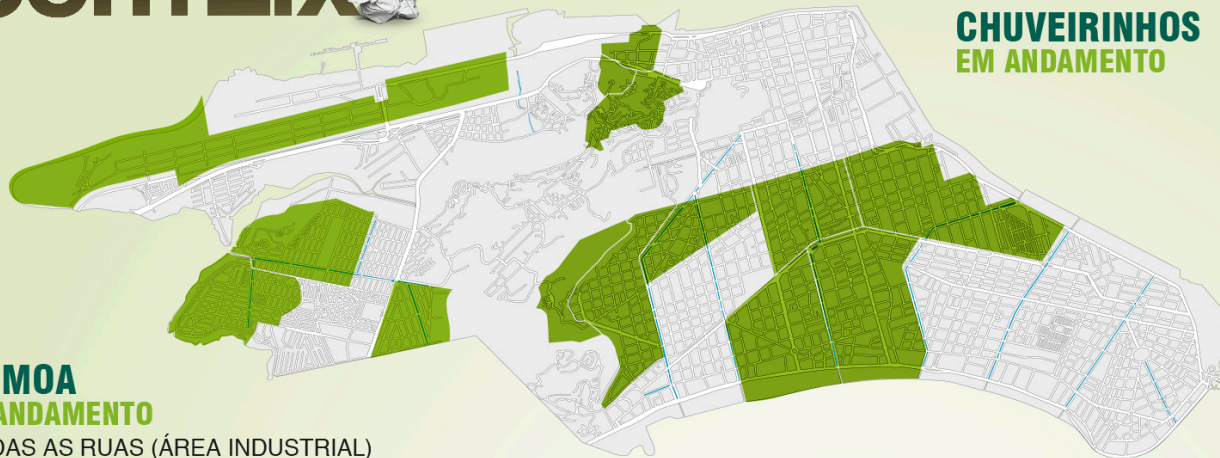 CHUVEIRINHOS
EM ANDAMENTO
MOA
ANDAMENTO
DAS AS RUAS (ÁREA INDUSTRIAL)